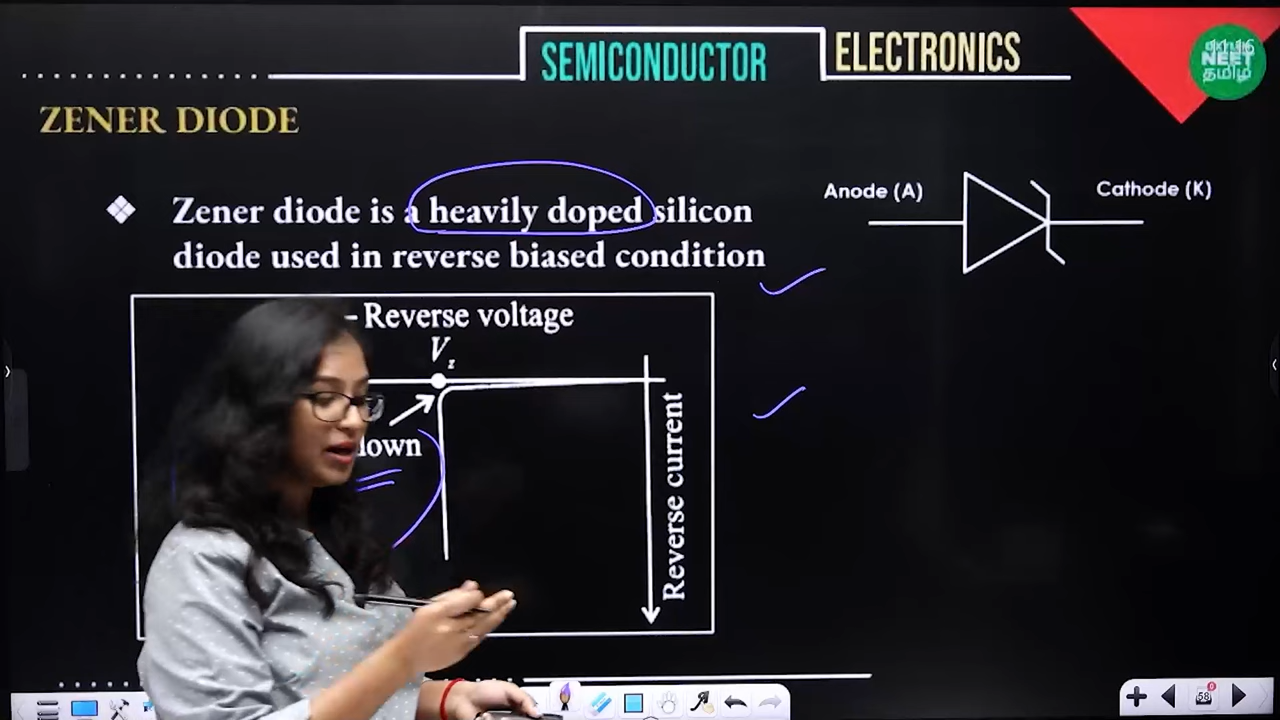 SEMICONDUCTOR ELECTRONICS
NEET
தமிழ்
ZENER DIODE
Anode (A)
Cathode (K)
❖ Zener diode is a heavily doped silicon
diode used in reverse biased condition
– Reverse voltage
Vz
down
Reverse current
58
6